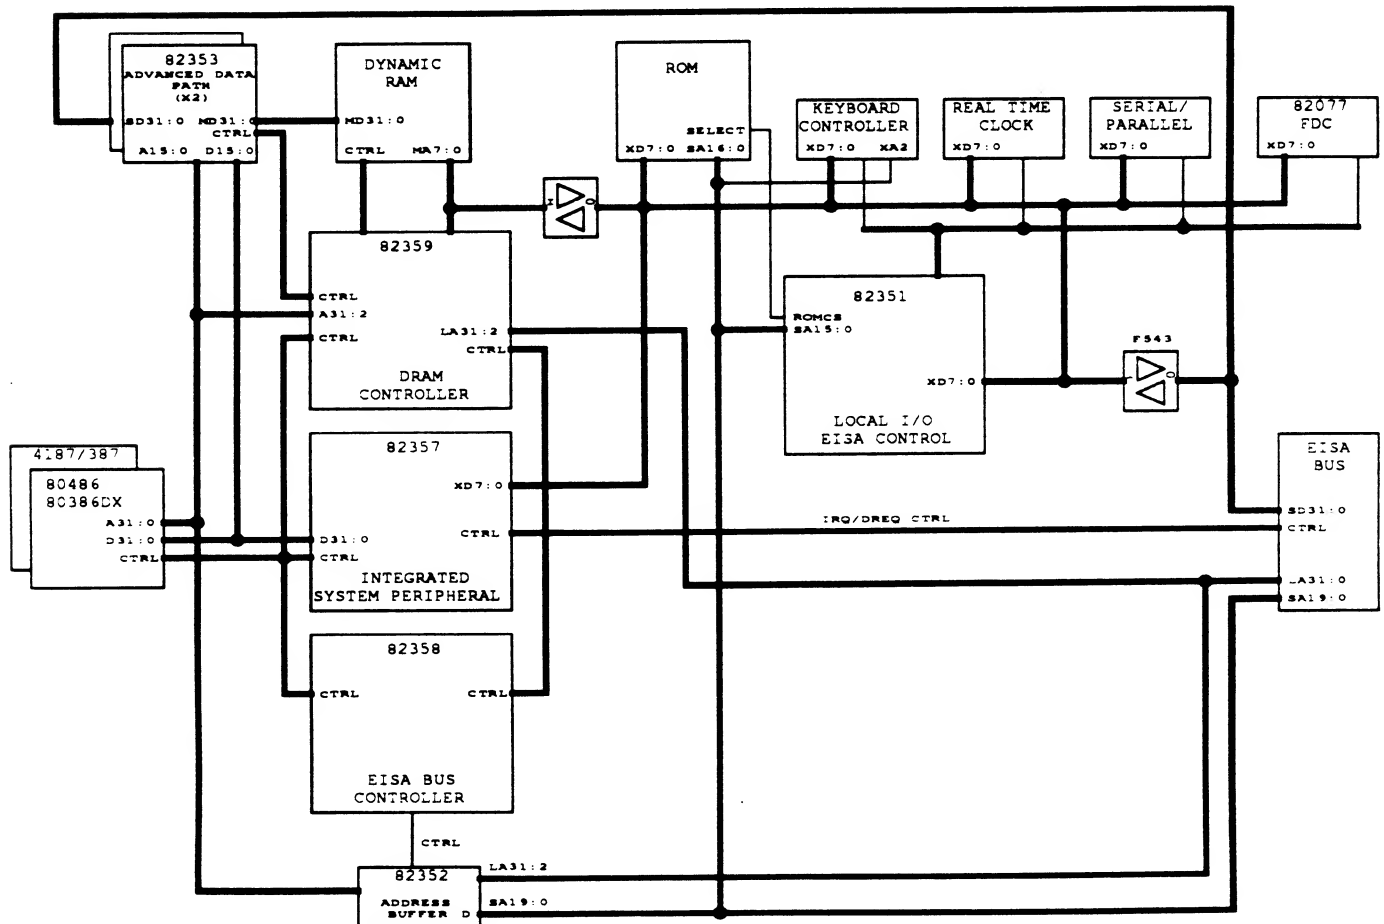 82353
ADVANCED DATA
PATH
(X2)
SD31:0 MD31:0
CTRL
A15:0 D15:0
DYNAMIC
RAM
MD31:0
CTRL MA7:0
ROM
SELECT
XD7:0 SA16:0
KEYBOARD
CONTROLLER
XD7:0 XA2
REAL TIME
CLOCK
XD7:0
SERIAL/
PARALLEL
XD7:0
82077
FDC
XD7:0
I O
82359
CTRL
A31:2
CTRL
LA31:2
CTRL
DRAM
CONTROLLER
82351
ROMCS
SA15:0
XD7:0
LOCAL I/O
EISA CONTROL
F543
I O
4187/387
80486
80386DX
A31:0
D31:0
CTRL
82357
XD7:0
D31:0
CTRL
CTRL
INTEGRATED
SYSTEM PERIPHERAL
IRQ/DREQ CTRL
EISA
BUS
SD31:0
CTRL
LA31:0
SA19:0
82358
CTRL CTRL
EISA BUS
CONTROLLER
CTRL
82352
ADDRESS
BUFFER D
LA31:2
SA19:0